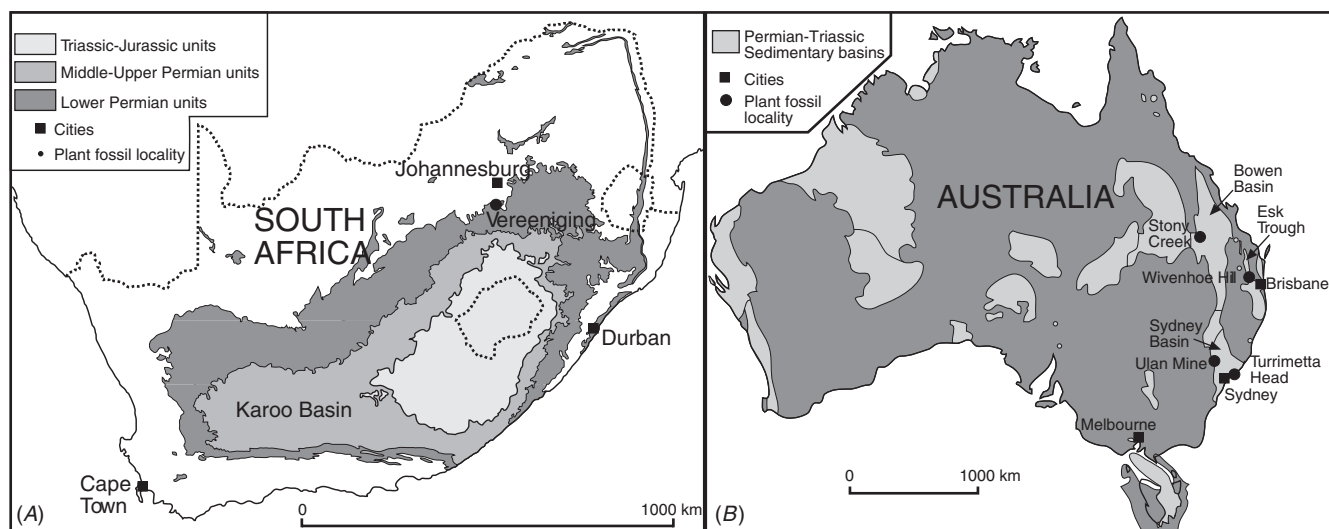 Triassic-Jurassic units
Middle-Upper Permian units
Lower Permian units
Cities
Plant fossil locality
Johannesburg
Vereeniging
SOUTH
AFRICA
Durban
Karoo Basin
Cape
Town
0
1000 km
(A)
Permian-Triassic
Sedimentary basins
Cities
Plant fossil
locality
AUSTRALIA
Bowen
Basin
Esk
Trough
Stony
Creek
Wivenhoe Hill
Brisbane
Sydney
Basin
Ulan Mine
Turrimetta
Head
Sydney
Melbourne
0
1000 km
(B)